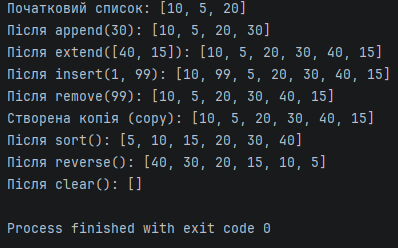 Початковий список: [10, 5, 20]
Після append(30): [10, 5, 20, 30]
Після extend([40, 15]): [10, 5, 20, 30, 40, 15]
Після insert(1, 99): [10, 99, 5, 20, 30, 40, 15]
Після remove(99): [10, 5, 20, 30, 40, 15]
Створена копія (copy): [10, 5, 20, 30, 40, 15]
Після sort(): [5, 10, 15, 20, 30, 40]
Після reverse(): [40, 30, 20, 15, 10, 5]
Після clear(): []
Process finished with exit code 0